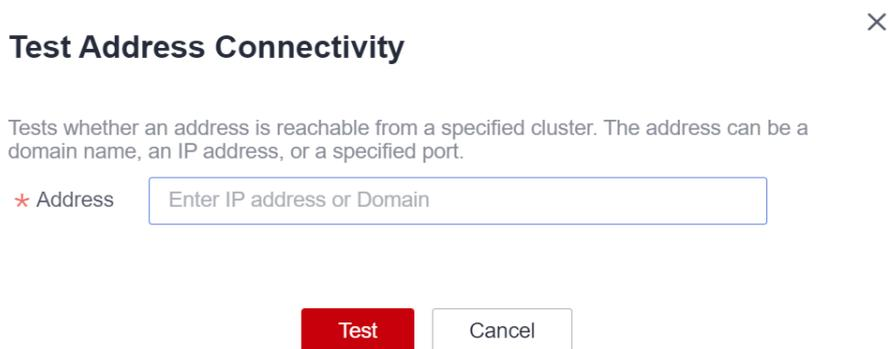 Test Address Connectivity
Tests whether an address is reachable from a specified cluster. The address can be a
domain name, an IP address, or a specified port.
* Address Enter IP address or Domain
Test Cancel